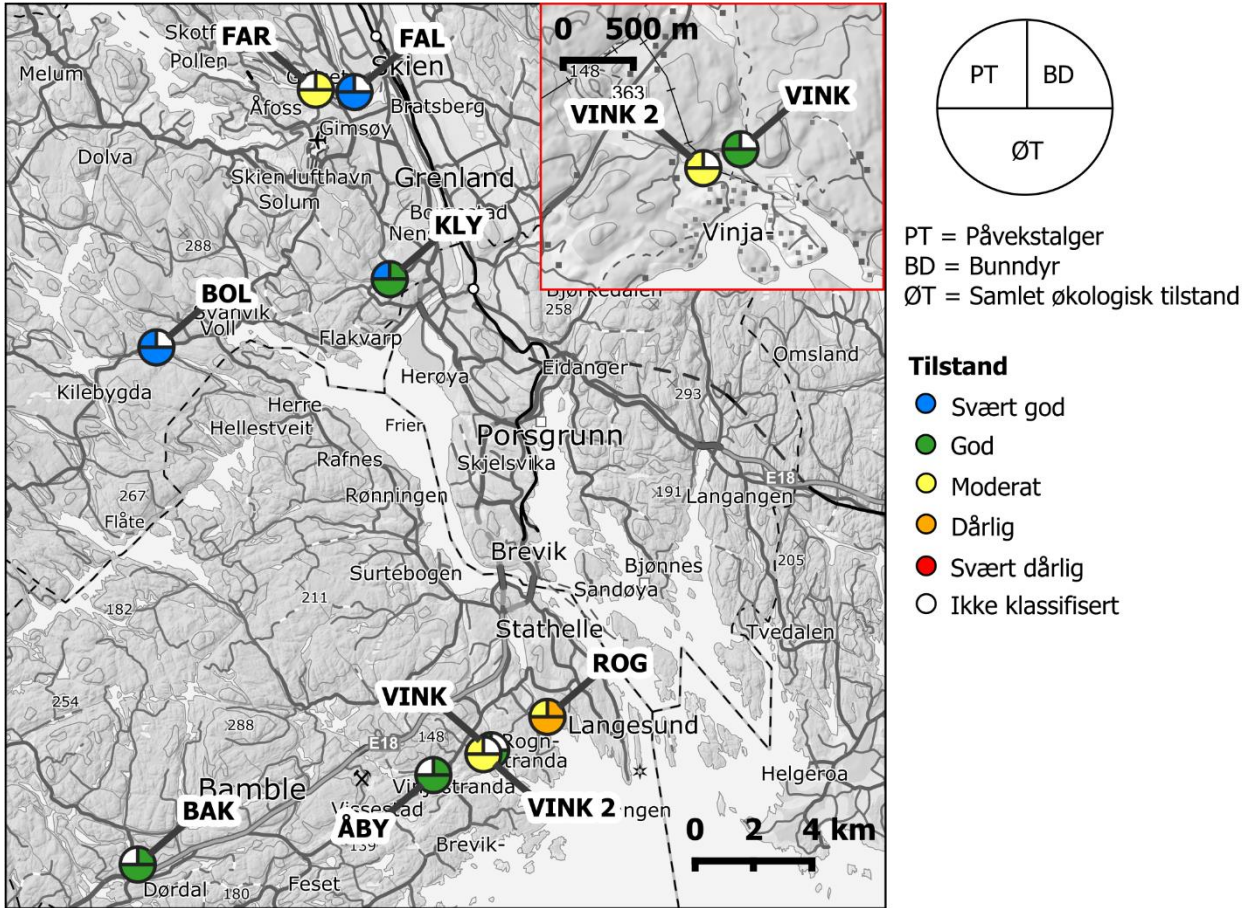 Skotf
Pollen
Melum
FAR
FAL
Skien
Åfoss
Bratsberg
Gimsøy
Dolva
Skien lufthavn
Solum
Grenland
288
KLY
BOL
Svanvik
Voll
Flakvarp
Kilebygda
Herøya
Eidanger
258
Omsland
293
Herre
Hellestveit
Frier
Porsgrunn
Skjelsvika
Rafnes
E18
267
Rønningen
191
Langangen
Flåte
Brevik
205
Surtebogen
Bjønnes
Sandøya
182
211
Stathelle
Tvedalen
ROG
254
VINK
288
Langesund
E18
148
Rogn-
stranda
Helgeroa
Bamble
BAK
ÅBY
VINK 2
ngen
139
Brevik-
Dørdal
180
Feset
0 2 4 km
0 500 m
148
363
VINK 2
VINK
Vinja-
PT
BD
ØT
PT = Påvekstalger
BD = Bunndyr
ØT = Samlet økologisk tilstand
Tilstand
Svært god
God
Moderat
Dårlig
Svært dårlig
Ikke klassifisert